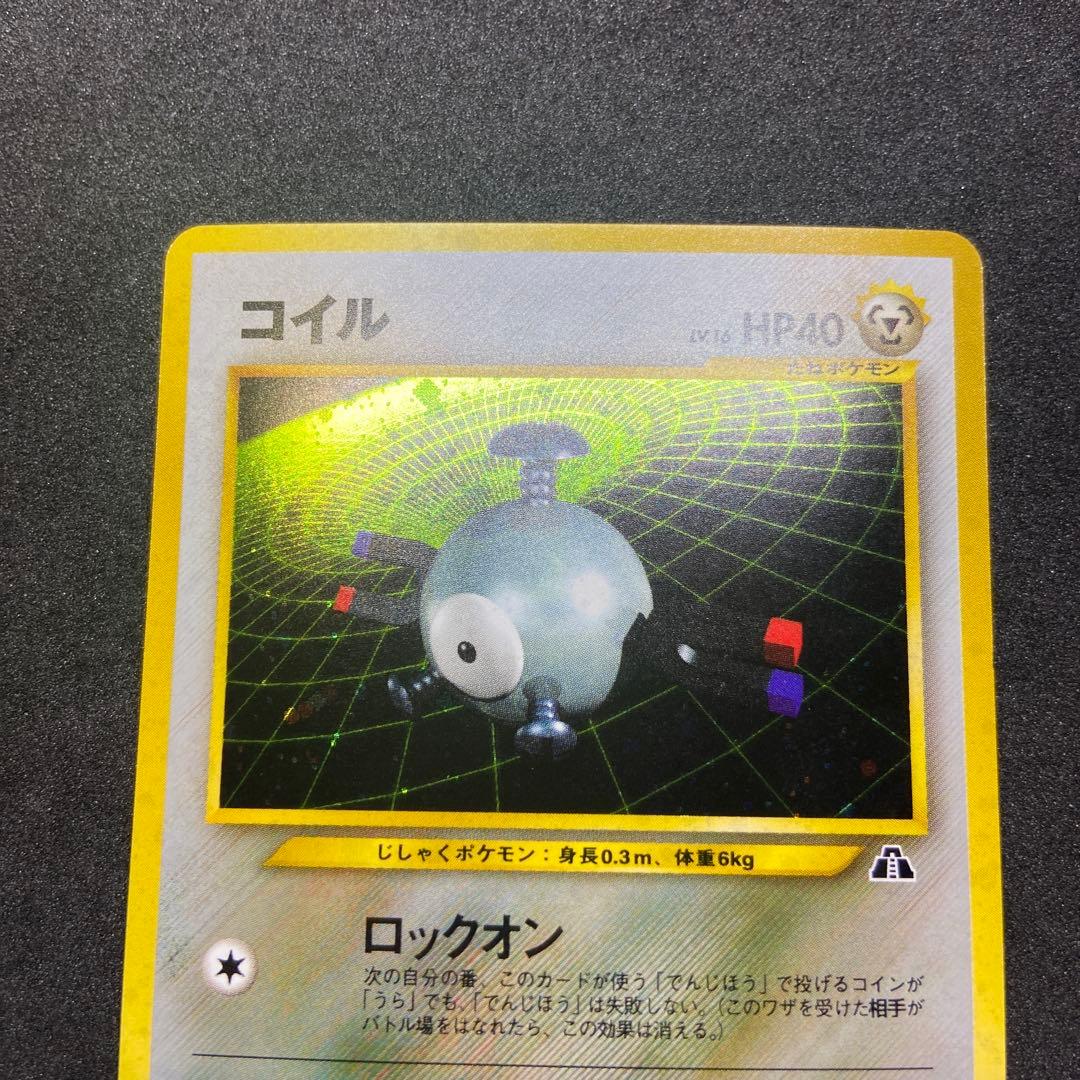 コイル
LV.16 HP40
たねポケモン
じしゃくポケモン：身長0.3m、体重6kg
ロックオン
次の自分の番、このカードが使う「でんじほう」で投げるコインが
「うら」でも、「でんじほう」は失敗しない。（このワザを受けた相手が
バトル場をはなれたら、この効果は消える。）